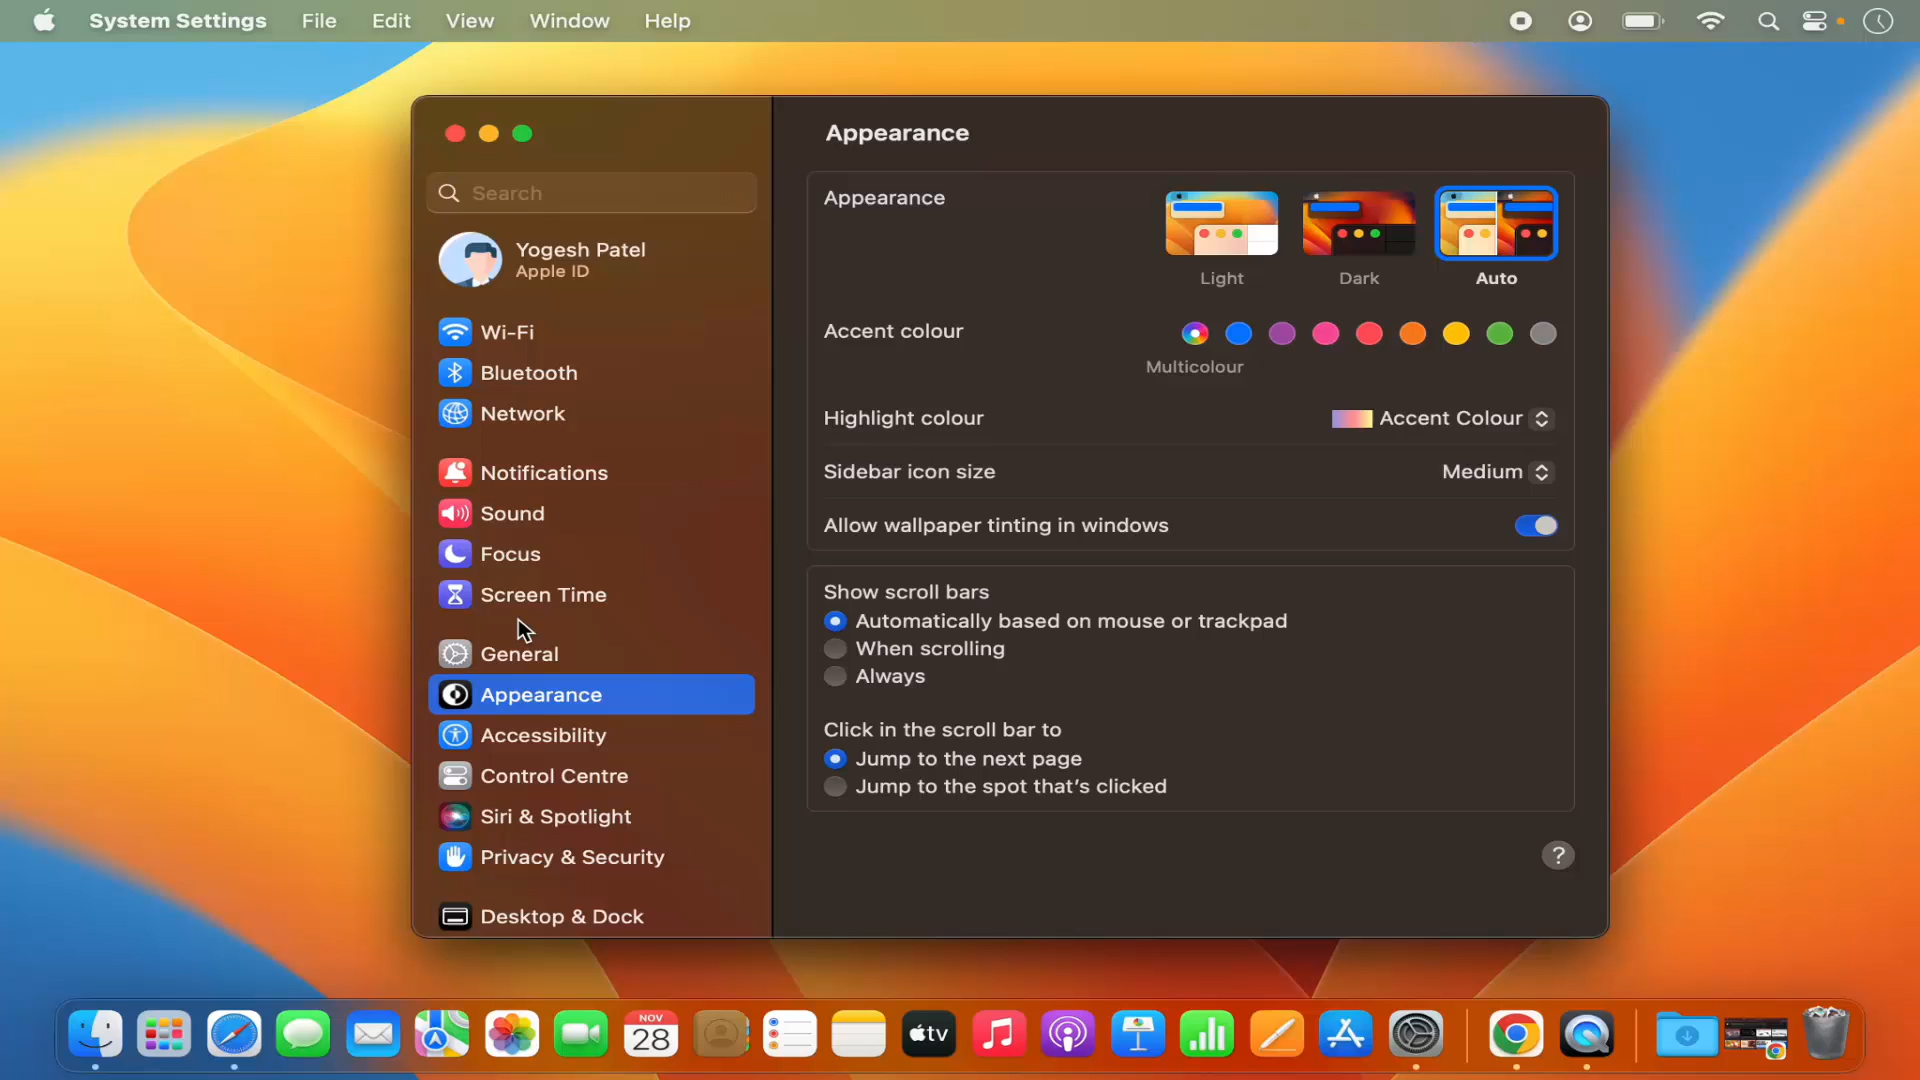 System Settings File Edit View Window Help
Appearance
Search
Yogesh Patel
Apple ID
Wi-Fi
Bluetooth
Network
Notifications
Sound
Focus
Screen Time
General
Appearance
Accessibility
Control Centre
Siri & Spotlight
Privacy & Security
Desktop & Dock
Appearance
Light Dark Auto
Accent colour
Multicolour
Highlight colour Accent Colour
Sidebar icon size Medium
Allow wallpaper tinting in windows
Show scroll bars
Automatically based on mouse or trackpad
When scrolling
Always
Click in the scroll bar to
Jump to the next page
Jump to the spot that's clicked
?
NOV
28
tv